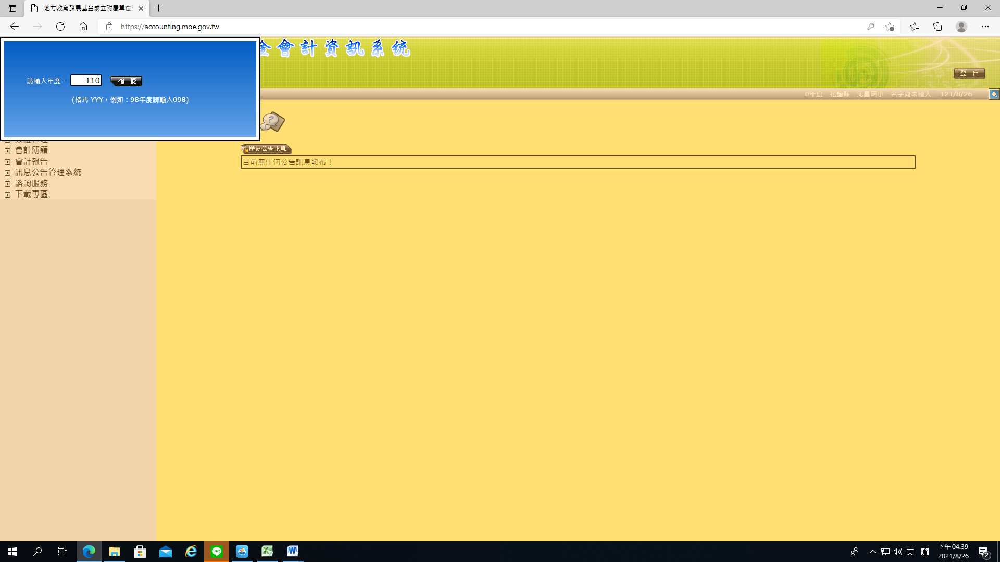 地方教育發展基金成立附屬單位
https://accounting.moe.gov.tw
金會計資訊系統
登 出
0年度 花蓮縣 北昌國小 名字尚未輸入 121/8/26
請輸入年度： 110 確 認
(格式 YYY，例如：98年度請輸入098)
會計簿籍
會計報告
訊息公告管理系統
諮詢服務
下載專區
歷史公告訊息
目前無任何公告訊息發布！
LINE
英
下午 04:39
2021/8/26
2